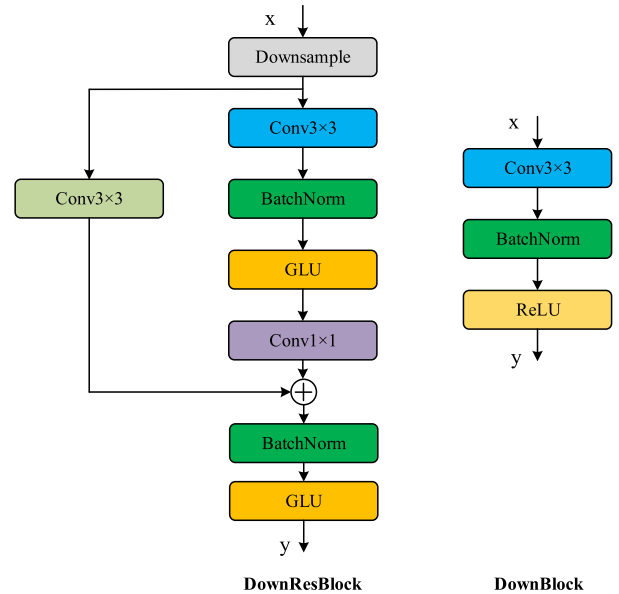 x
Downsample
Conv3×3
Conv3×3
BatchNorm
GLU
Conv1×1
BatchNorm
GLU
y
DownResBlock
x
Conv3×3
BatchNorm
ReLU
y
DownBlock